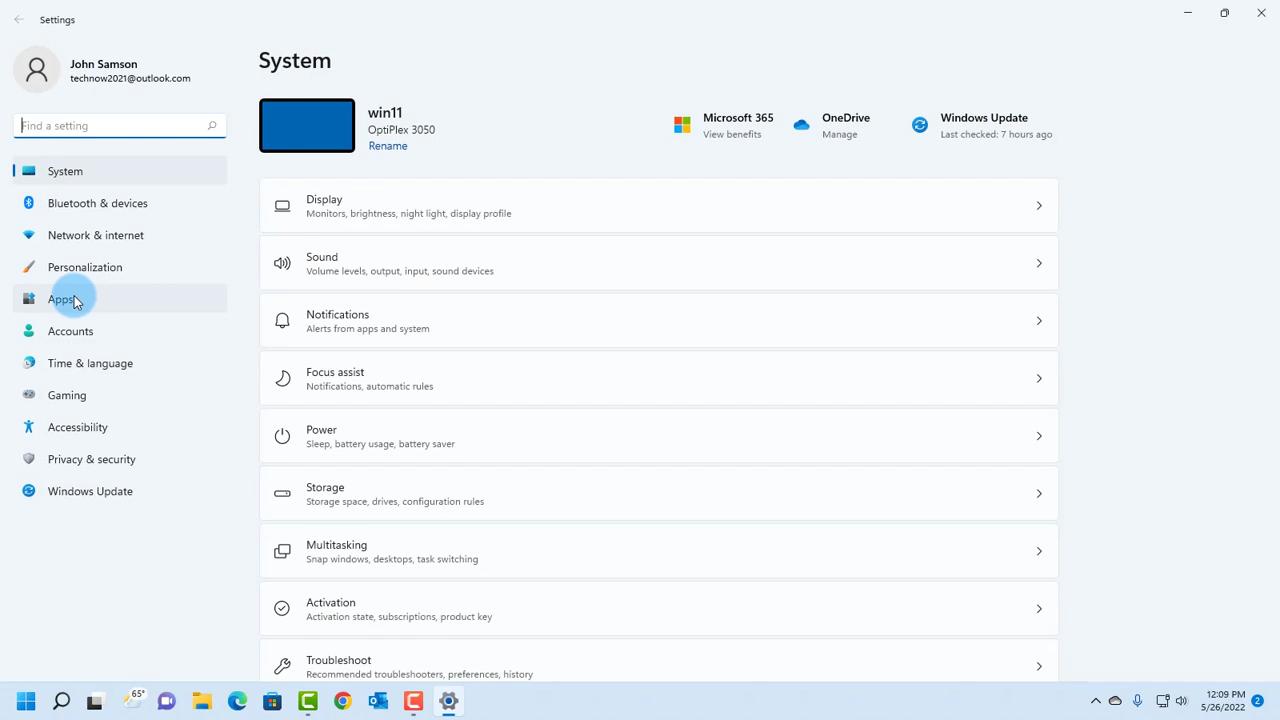 Settings
John Samson
technow2021@outlook.com
Find a setting
System
Bluetooth & devices
Network & internet
Personalization
Apps
Accounts
Time & language
Gaming
Accessibility
Privacy & security
Windows Update
System
win11
OptiPlex 3050
Rename
Microsoft 365
View benefits
OneDrive
Manage
Windows Update
Last checked: 7 hours ago
Display
Monitors, brightness, night light, display profile
Sound
Volume levels, output, input, sound devices
Notifications
Alerts from apps and system
Focus assist
Notifications, automatic rules
Power
Sleep, battery usage, battery saver
Storage
Storage space, drives, configuration rules
Multitasking
Snap windows, desktops, task switching
Activation
Activation state, subscriptions, product key
Troubleshoot
Recommended troubleshooters, preferences, history
65°
12:09 PM
5/26/2022
2